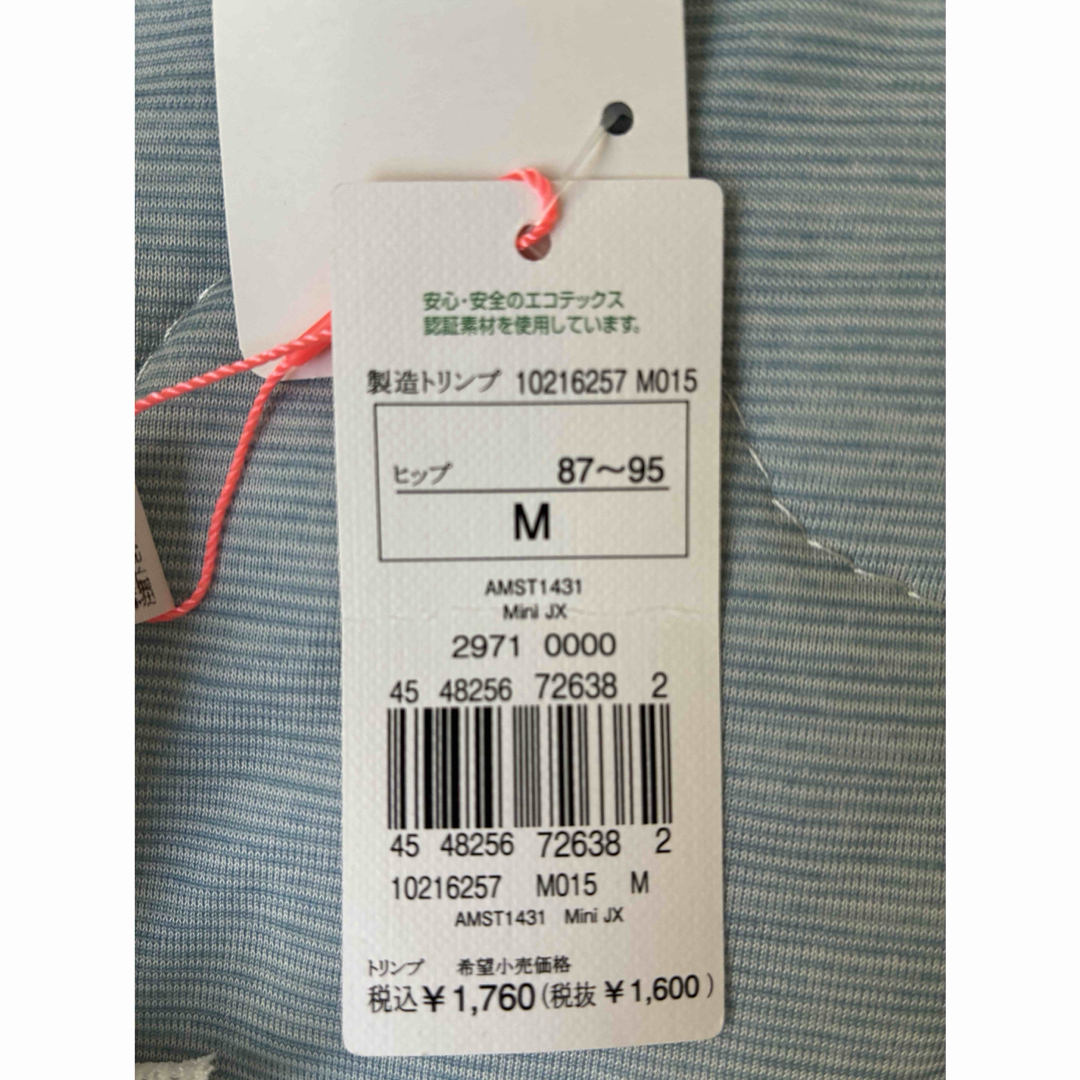 安心・安全のエコテックス
認証素材を使用しています。
製造トリンプ 10216257 M015
ヒップ 87〜95
M
AMST1431
Mini JX
2971 0000
45 48256 72638 2
45 48256 72638 2
10216257 M015 M
AMST1431 Mini JX
トリンプ 希望小売価格
税込¥1,760(税抜¥1,600)